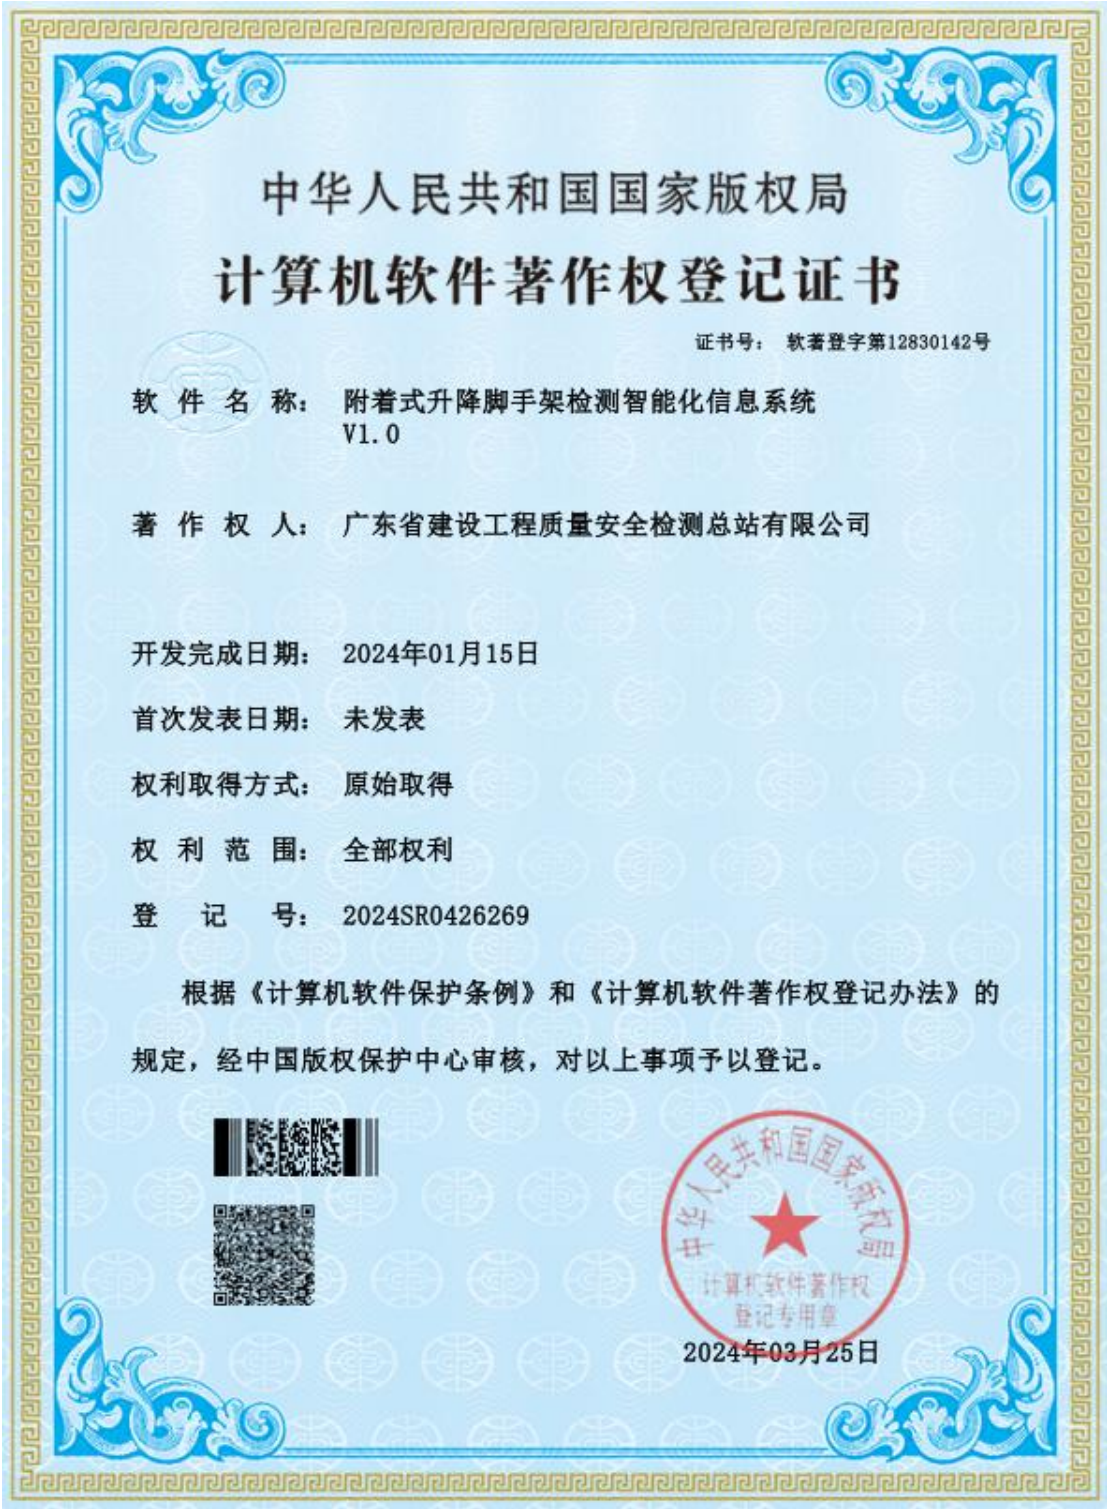 中华人民共和国国家版权局
计算机软件著作权登记证书
证书号： 软著登字第12830142号
软件名称： 附着式升降脚手架检测智能化信息系统
V1.0
著作权人： 广东省建设工程质量安全检测总站有限公司
开发完成日期： 2024年01月15日
首次发表日期： 未发表
权利取得方式： 原始取得
权利范围： 全部权利
登记号： 2024SR0426269
根据《计算机软件保护条例》和《计算机软件著作权登记办法》的
规定，经中国版权保护中心审核，对以上事项予以登记。
中华人民共和国国家版权局
计算机软件著作权
登记专用章
2024年03月25日